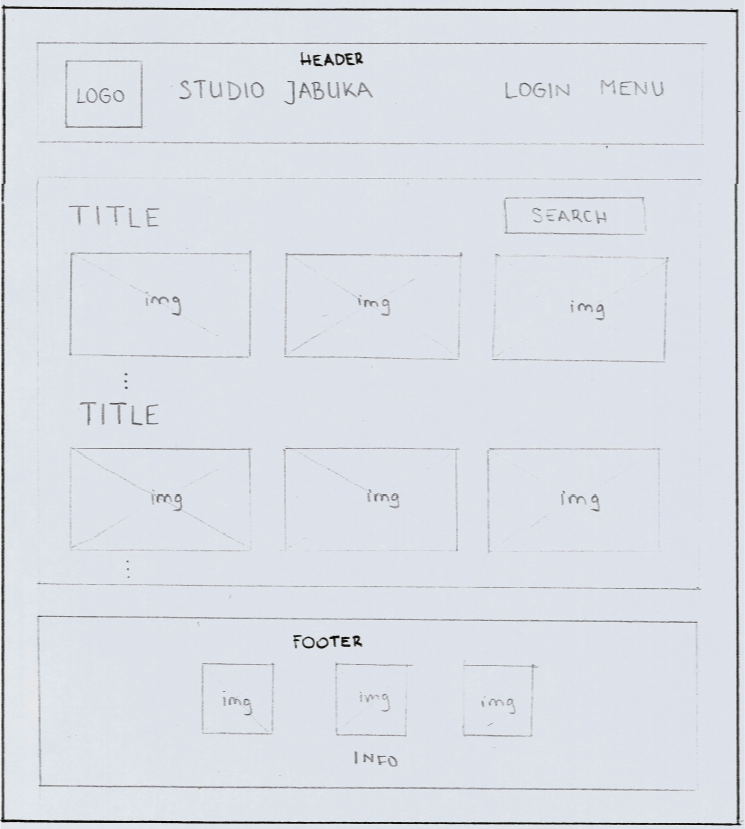 HEADER
LOGO STUDIO JABUKA LOGIN MENU
TITLE SEARCH
img img img
TITLE
img img img
FOOTER
img img img
INFO